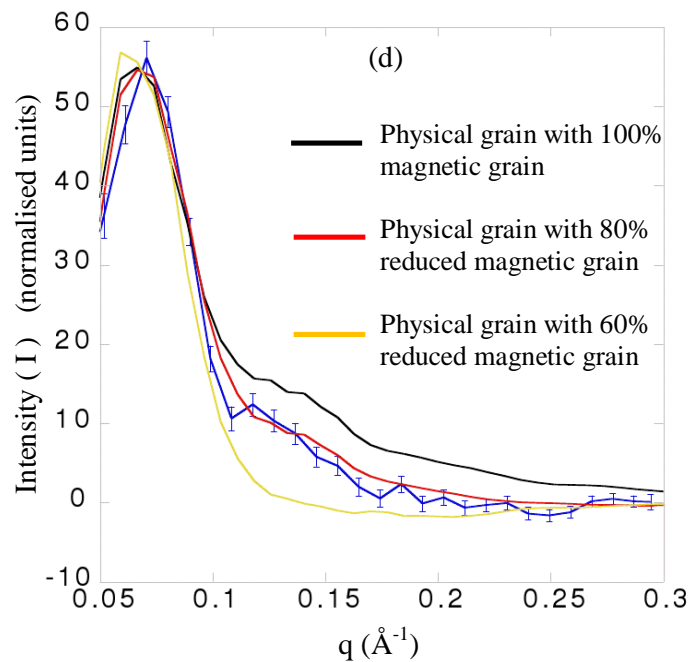 60
50
40
30
20
10
0
-10
Intensity ( I ) (normalised units)
(d)
Physical grain with 100%
magnetic grain
Physical grain with 80%
reduced magnetic grain
Physical grain with 60%
reduced magnetic grain
0.05 0.1 0.15 0.2 0.25 0.3
q (Å⁻¹)